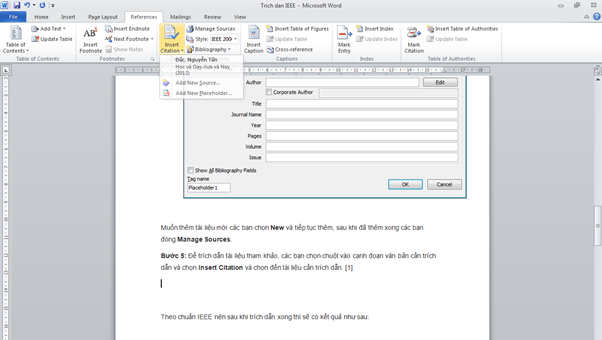 Trich dan IEEE - Microsoft Word
File Home Insert Page Layout References Mailings Review View
Table of Contents
Add Text
Update Table
Table of Contents
AB1
Insert Footnote
Insert Endnote
Next Footnote
Show Notes
Footnotes
Insert Citation
Manage Sources
Style: IEEE 200
Bibliography
Insert Caption
Insert Table of Figures
Update Table
Cross-reference
Captions
Mark Entry
Insert Index
Update Index
Index
Mark Citation
Insert Table of Authorities
Update Table
Table of Authorities
Đắc, Nguyễn Tấn
Học và Dạy-Xưa và Nay, (2012)
Add New Source...
Add New Placeholder...
Author
Edit
Corporate Author
Title
Journal Name
Year
Pages
Volume
Issue
Show All Bibliography Fields
Tag name
Placeholder1
OK
Cancel
Muốn thêm tài liệu mới các bạn chọn New và tiếp tục thêm, sau khi đã thêm xong các bạn
đóng Manage Sources.
Bước 5: Để trích dẫn tài liệu tham khảo, các bạn chọn chuột vào cạnh đoạn văn bản cần trích
dẫn và chọn Insert Citation và chọn đến tài liệu cần trích dẫn. [1]
Theo chuẩn IEEE nên sau khi trích dẫn xong thì sẽ có kết quả như sau: